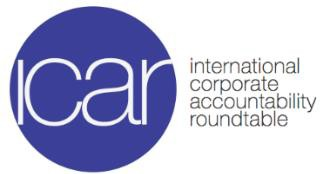 icar
international
corporate
accountability
roundtable